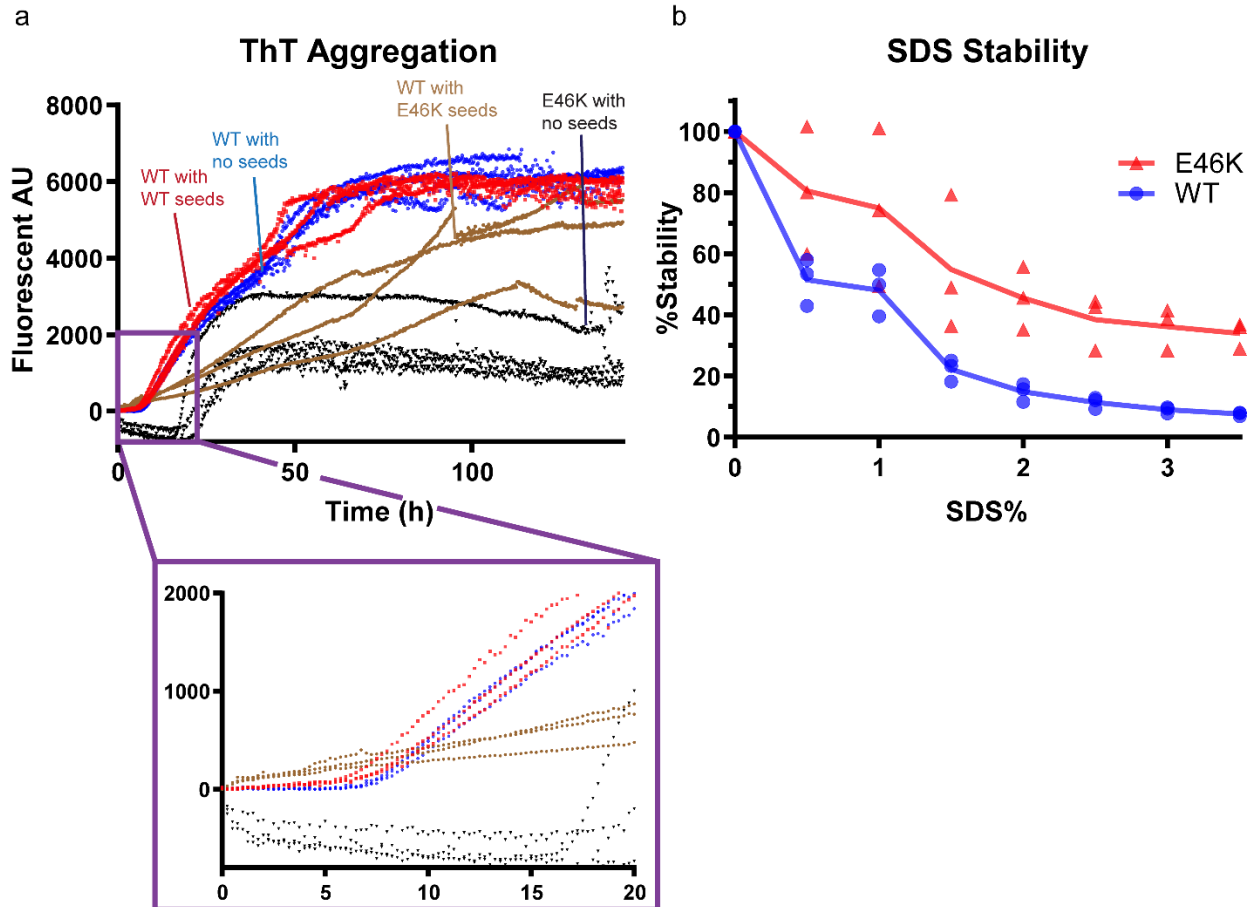 a
ThT Aggregation
Fluorescent AU
8000
6000
4000
2000
0
WT with
WT seeds
WT with
no seeds
WT with
E46K seeds
E46K with
no seeds
0
50
100
Time (h)
2000
1000
0
0
5
10
15
20
b
SDS Stability
%Stability
100
80
60
40
20
0
E46K
WT
0
1
2
3
SDS%